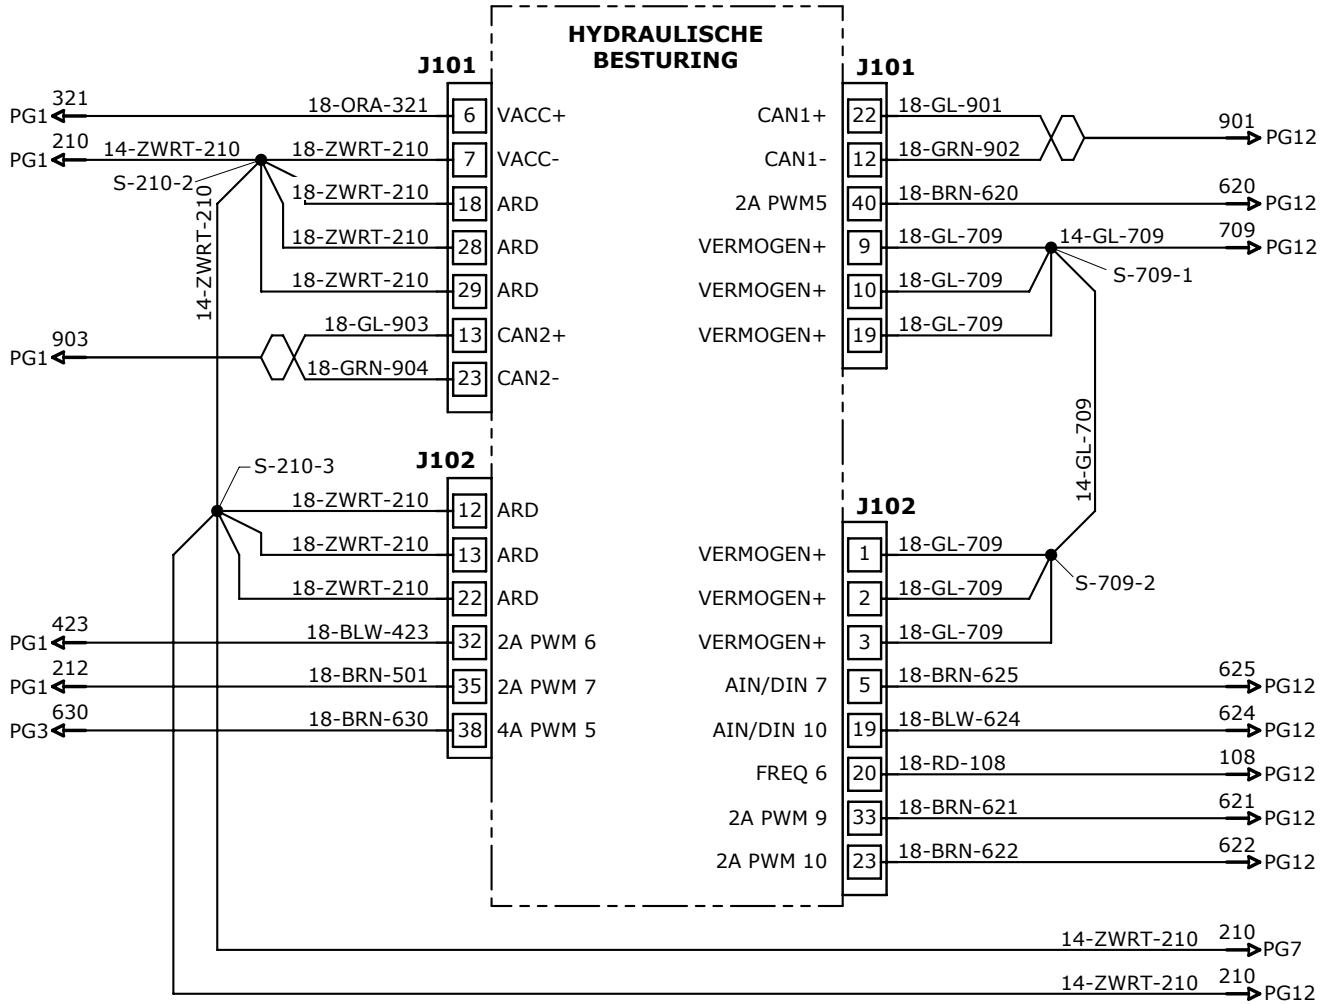 HYDRAULISCHE
BESTURING
J101
321
PG1
18-ORA-321
6
VACC+
210
PG1
14-ZWRT-210
18-ZWRT-210
7
VACC-
S-210-2
14-ZWRT-210
18-ZWRT-210
18
ARD
18-ZWRT-210
28
ARD
18-ZWRT-210
29
ARD
903
PG1
18-GL-903
13
CAN2+
18-GRN-904
23
CAN2-
J102
S-210-3
18-ZWRT-210
12
ARD
18-ZWRT-210
13
ARD
18-ZWRT-210
22
ARD
423
PG1
18-BLW-423
32
2A PWM 6
212
PG1
18-BRN-501
35
2A PWM 7
630
PG3
18-BRN-630
38
4A PWM 5
J101
CAN1+
22
18-GL-901
901
PG12
CAN1-
12
18-GRN-902
2A PWM5
40
18-BRN-620
620
PG12
VERMOGEN+
9
18-GL-709
14-GL-709
709
PG12
S-709-1
VERMOGEN+
10
18-GL-709
VERMOGEN+
19
18-GL-709
14-GL-709
J102
VERMOGEN+
1
18-GL-709
S-709-2
VERMOGEN+
2
18-GL-709
VERMOGEN+
3
18-GL-709
AIN/DIN 7
5
18-BRN-625
625
PG12
AIN/DIN 10
19
18-BLW-624
624
PG12
FREQ 6
20
18-RD-108
108
PG12
2A PWM 9
33
18-BRN-621
621
PG12
2A PWM 10
23
18-BRN-622
622
PG12
14-ZWRT-210
210
PG7
14-ZWRT-210
210
PG12